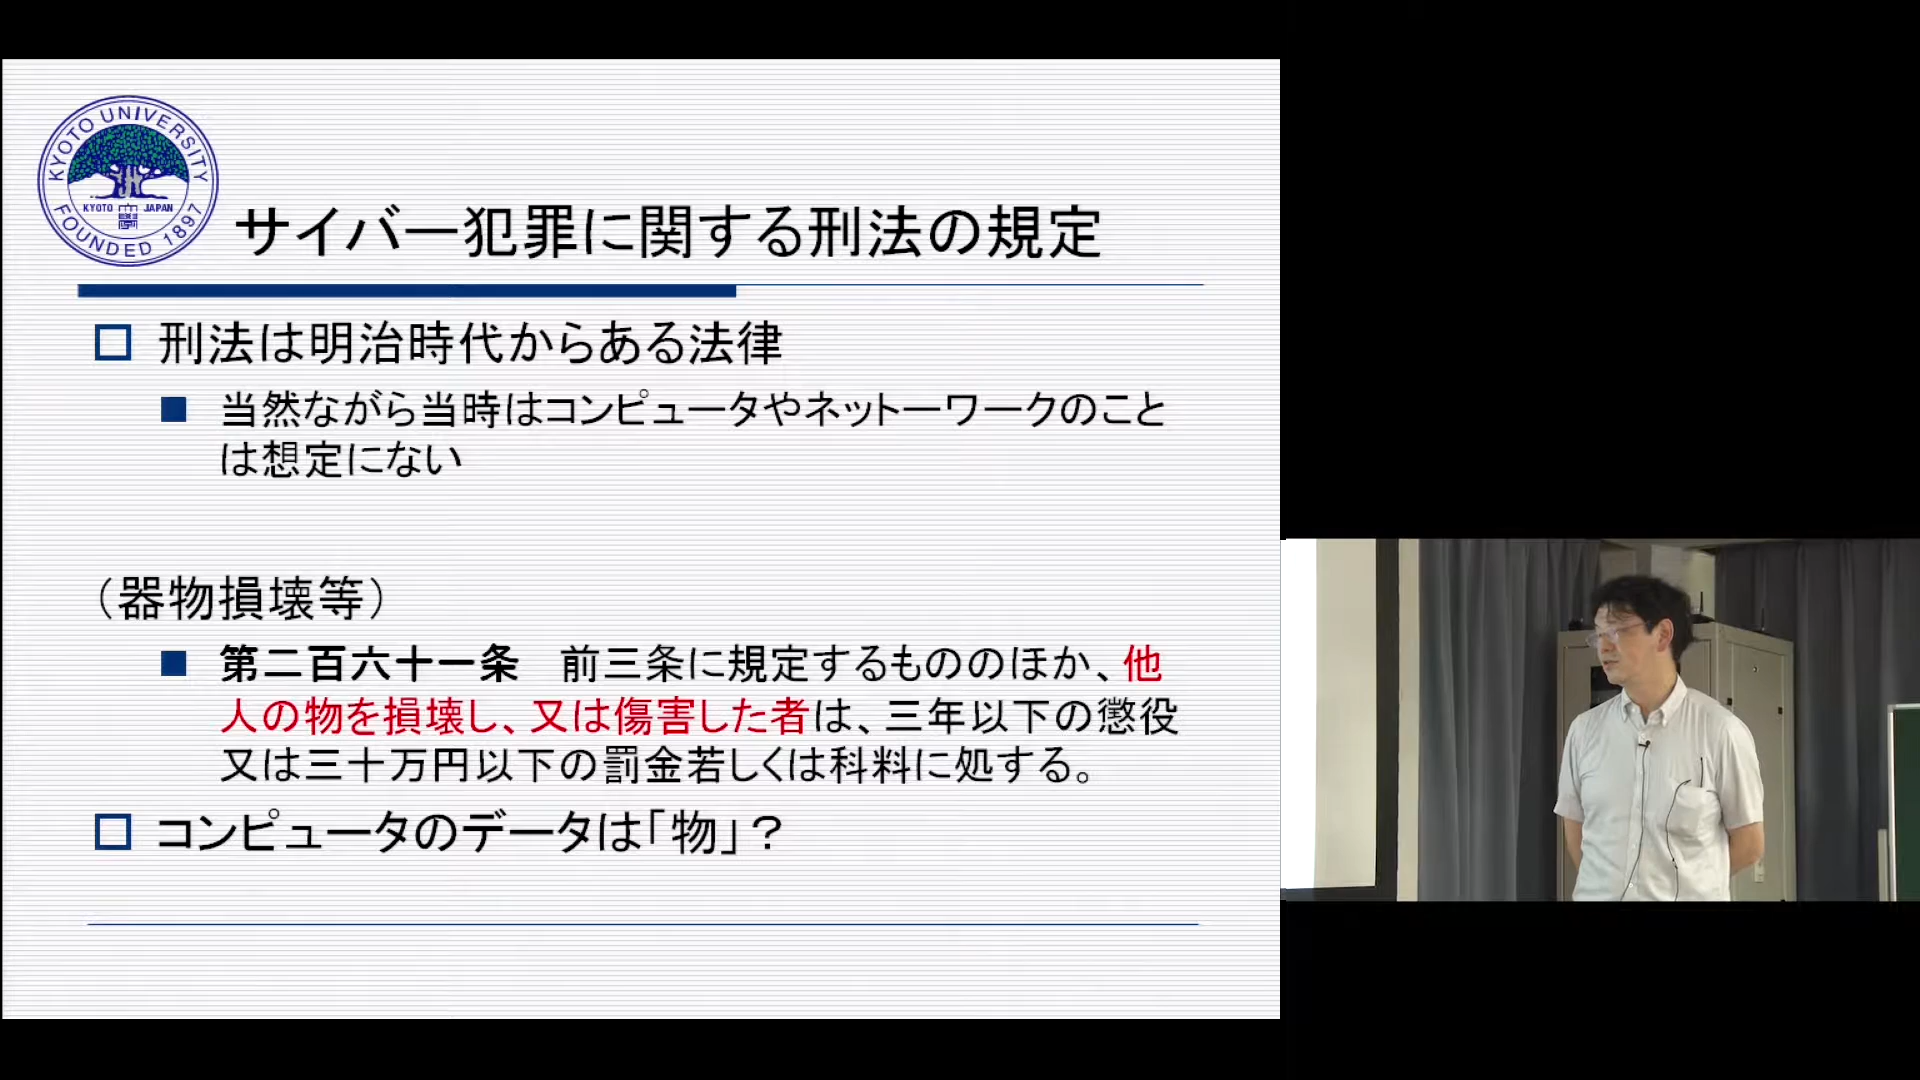 KYOTO UNIVERSITY
KYOTO JAPAN
FOUNDED 1897
サイバー犯罪に関する刑法の規定
刑法は明治時代からある法律
当然ながら当時はコンピュータやネットーワークのこと
は想定にない
（器物損壊等）
第二百六十一条　前三条に規定するもののほか、他
人の物を損壊し、又は傷害した者は、三年以下の懲役
又は三十万円以下の罰金若しくは科料に処する。
コンピュータのデータは「物」？